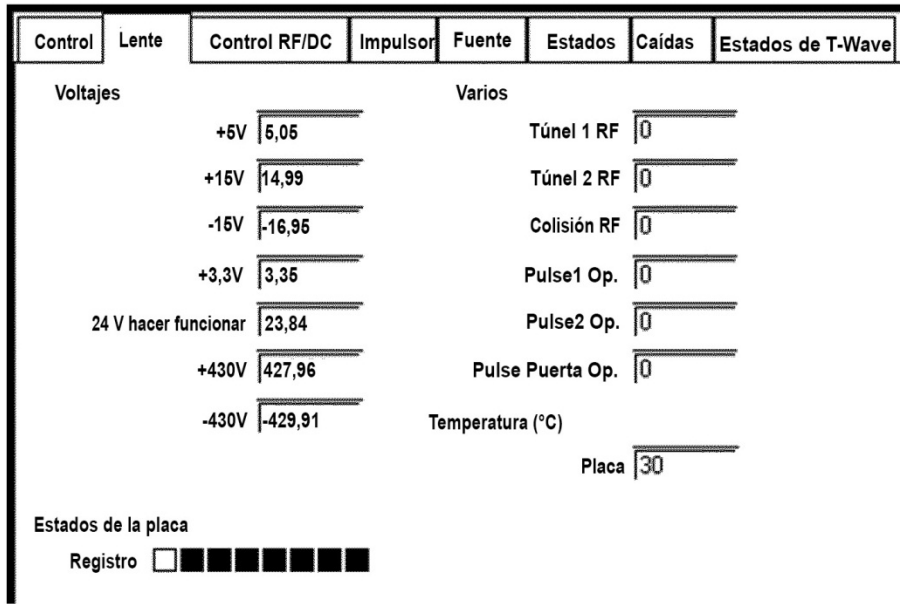 Control Lente Control RF/DC Impulsor Fuente Estados Caídas Estados de T-Wave
Voltajes
+5V 5,05
+15V 14,99
-15V -16,95
+3,3V 3,35
24 V hacer funcionar 23,84
+430V 427,96
-430V -429,91
Varios
Túnel 1 RF 0
Túnel 2 RF 0
Colisión RF 0
Pulse1 Op. 0
Pulse2 Op. 0
Pulse Puerta Op. 0
Temperatura (°C)
Placa 30
Estados de la placa
Registro